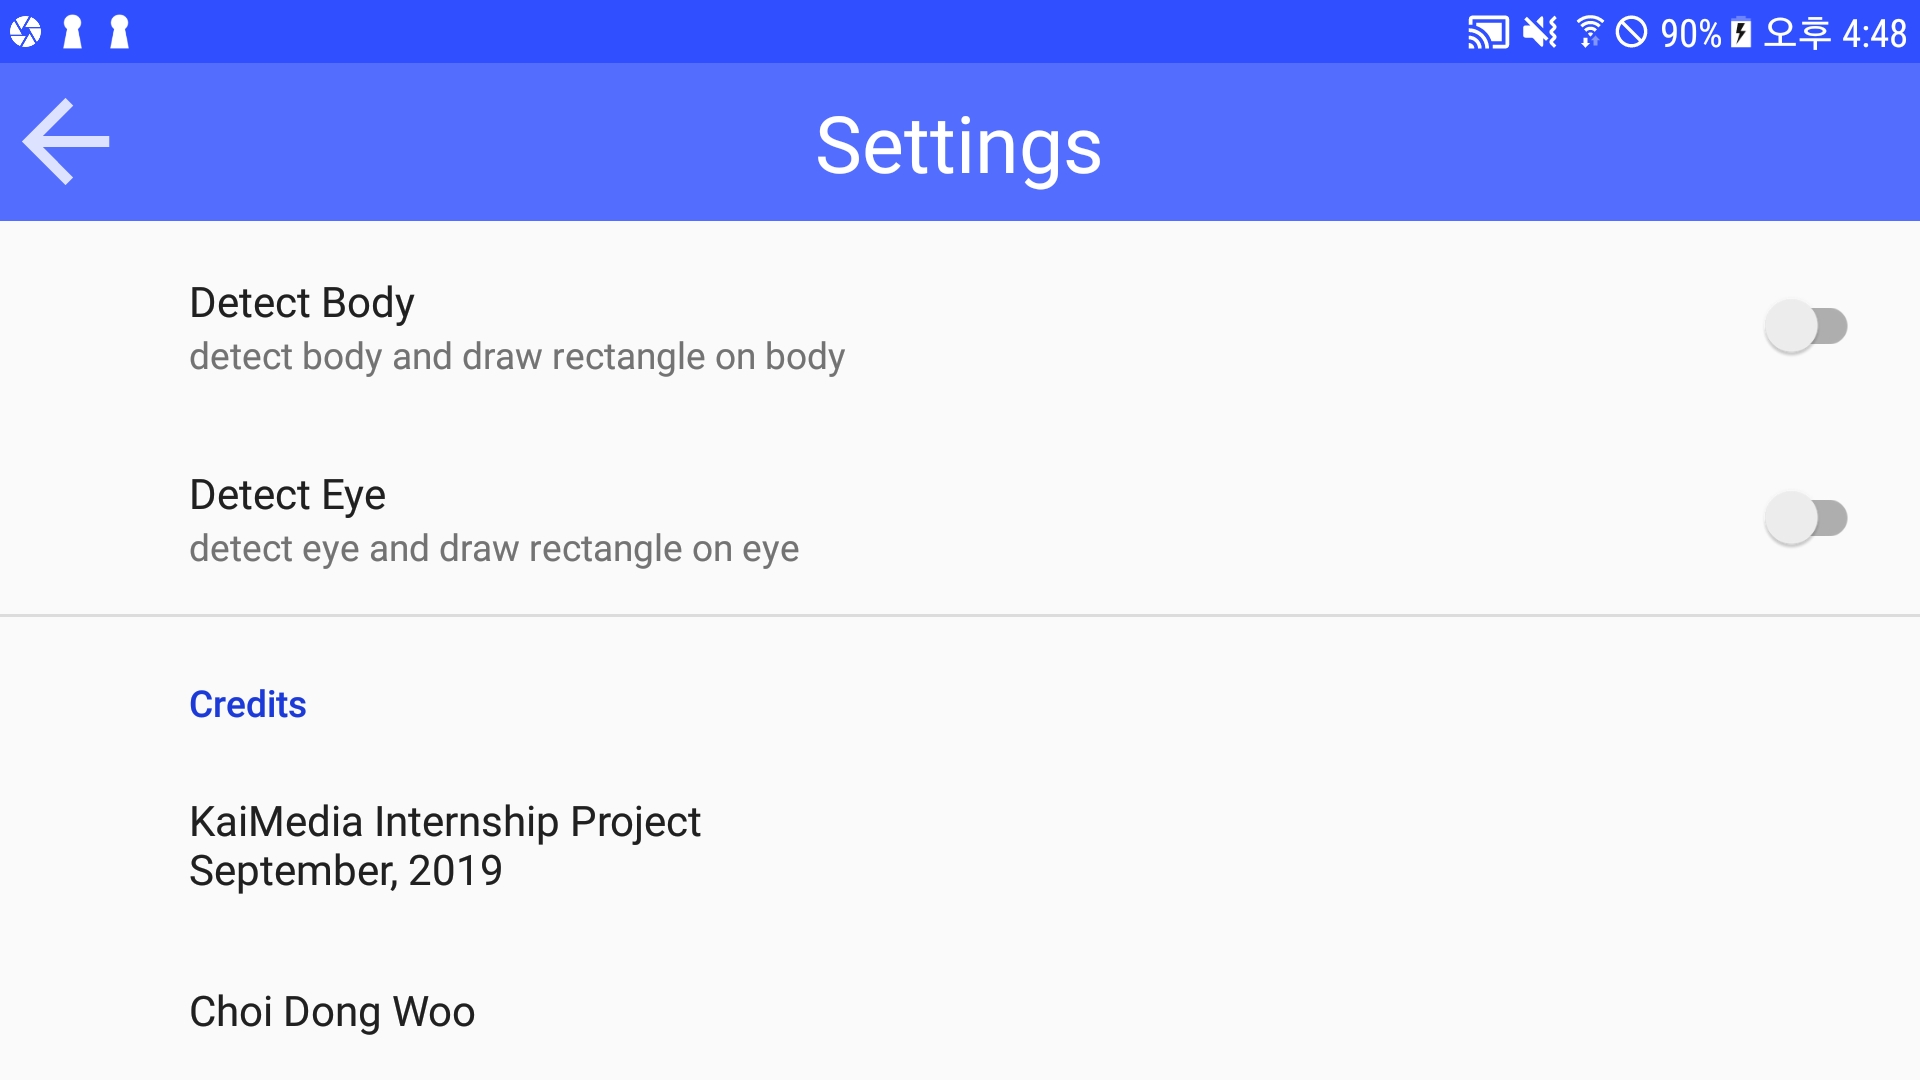 90% 오후 4:48
Settings
Detect Body
detect body and draw rectangle on body
Detect Eye
detect eye and draw rectangle on eye
Credits
KaiMedia Internship Project
September, 2019
Choi Dong Woo